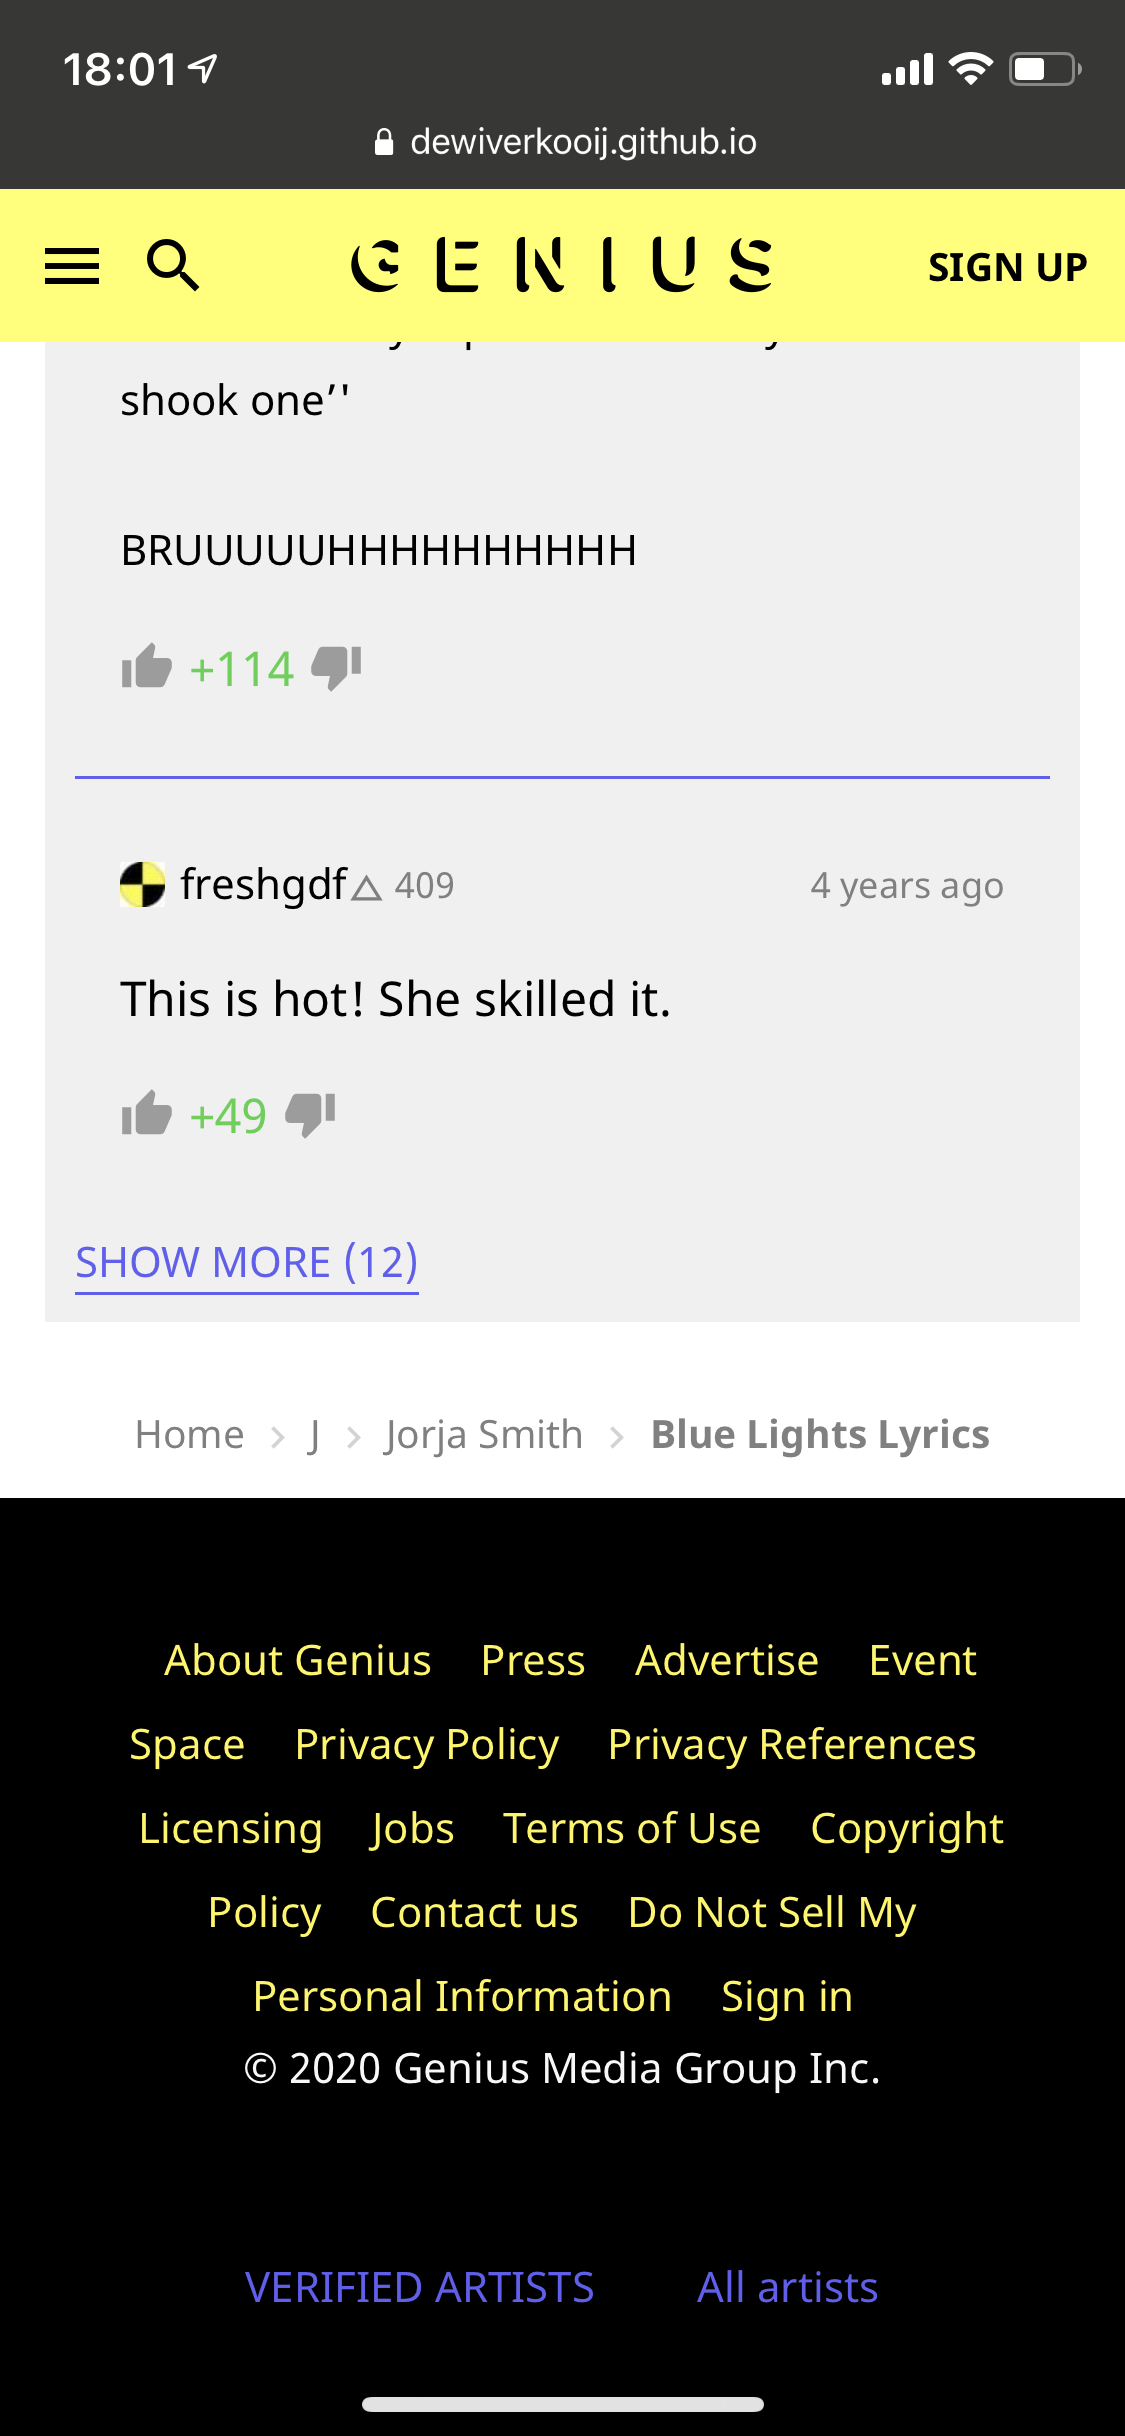 18:01
dewiverkooij.github.io
GENIUS
SIGN UP
shook one’'
BRUUUUUHHHHHHHHHH
+114
freshgdf 409
4 years ago
This is hot! She skilled it.
+49
SHOW MORE (12)
Home > J > Jorja Smith > Blue Lights Lyrics
About Genius Press Advertise Event
Space Privacy Policy Privacy References
Licensing Jobs Terms of Use Copyright
Policy Contact us Do Not Sell My
Personal Information Sign in
© 2020 Genius Media Group Inc.
VERIFIED ARTISTS All artists